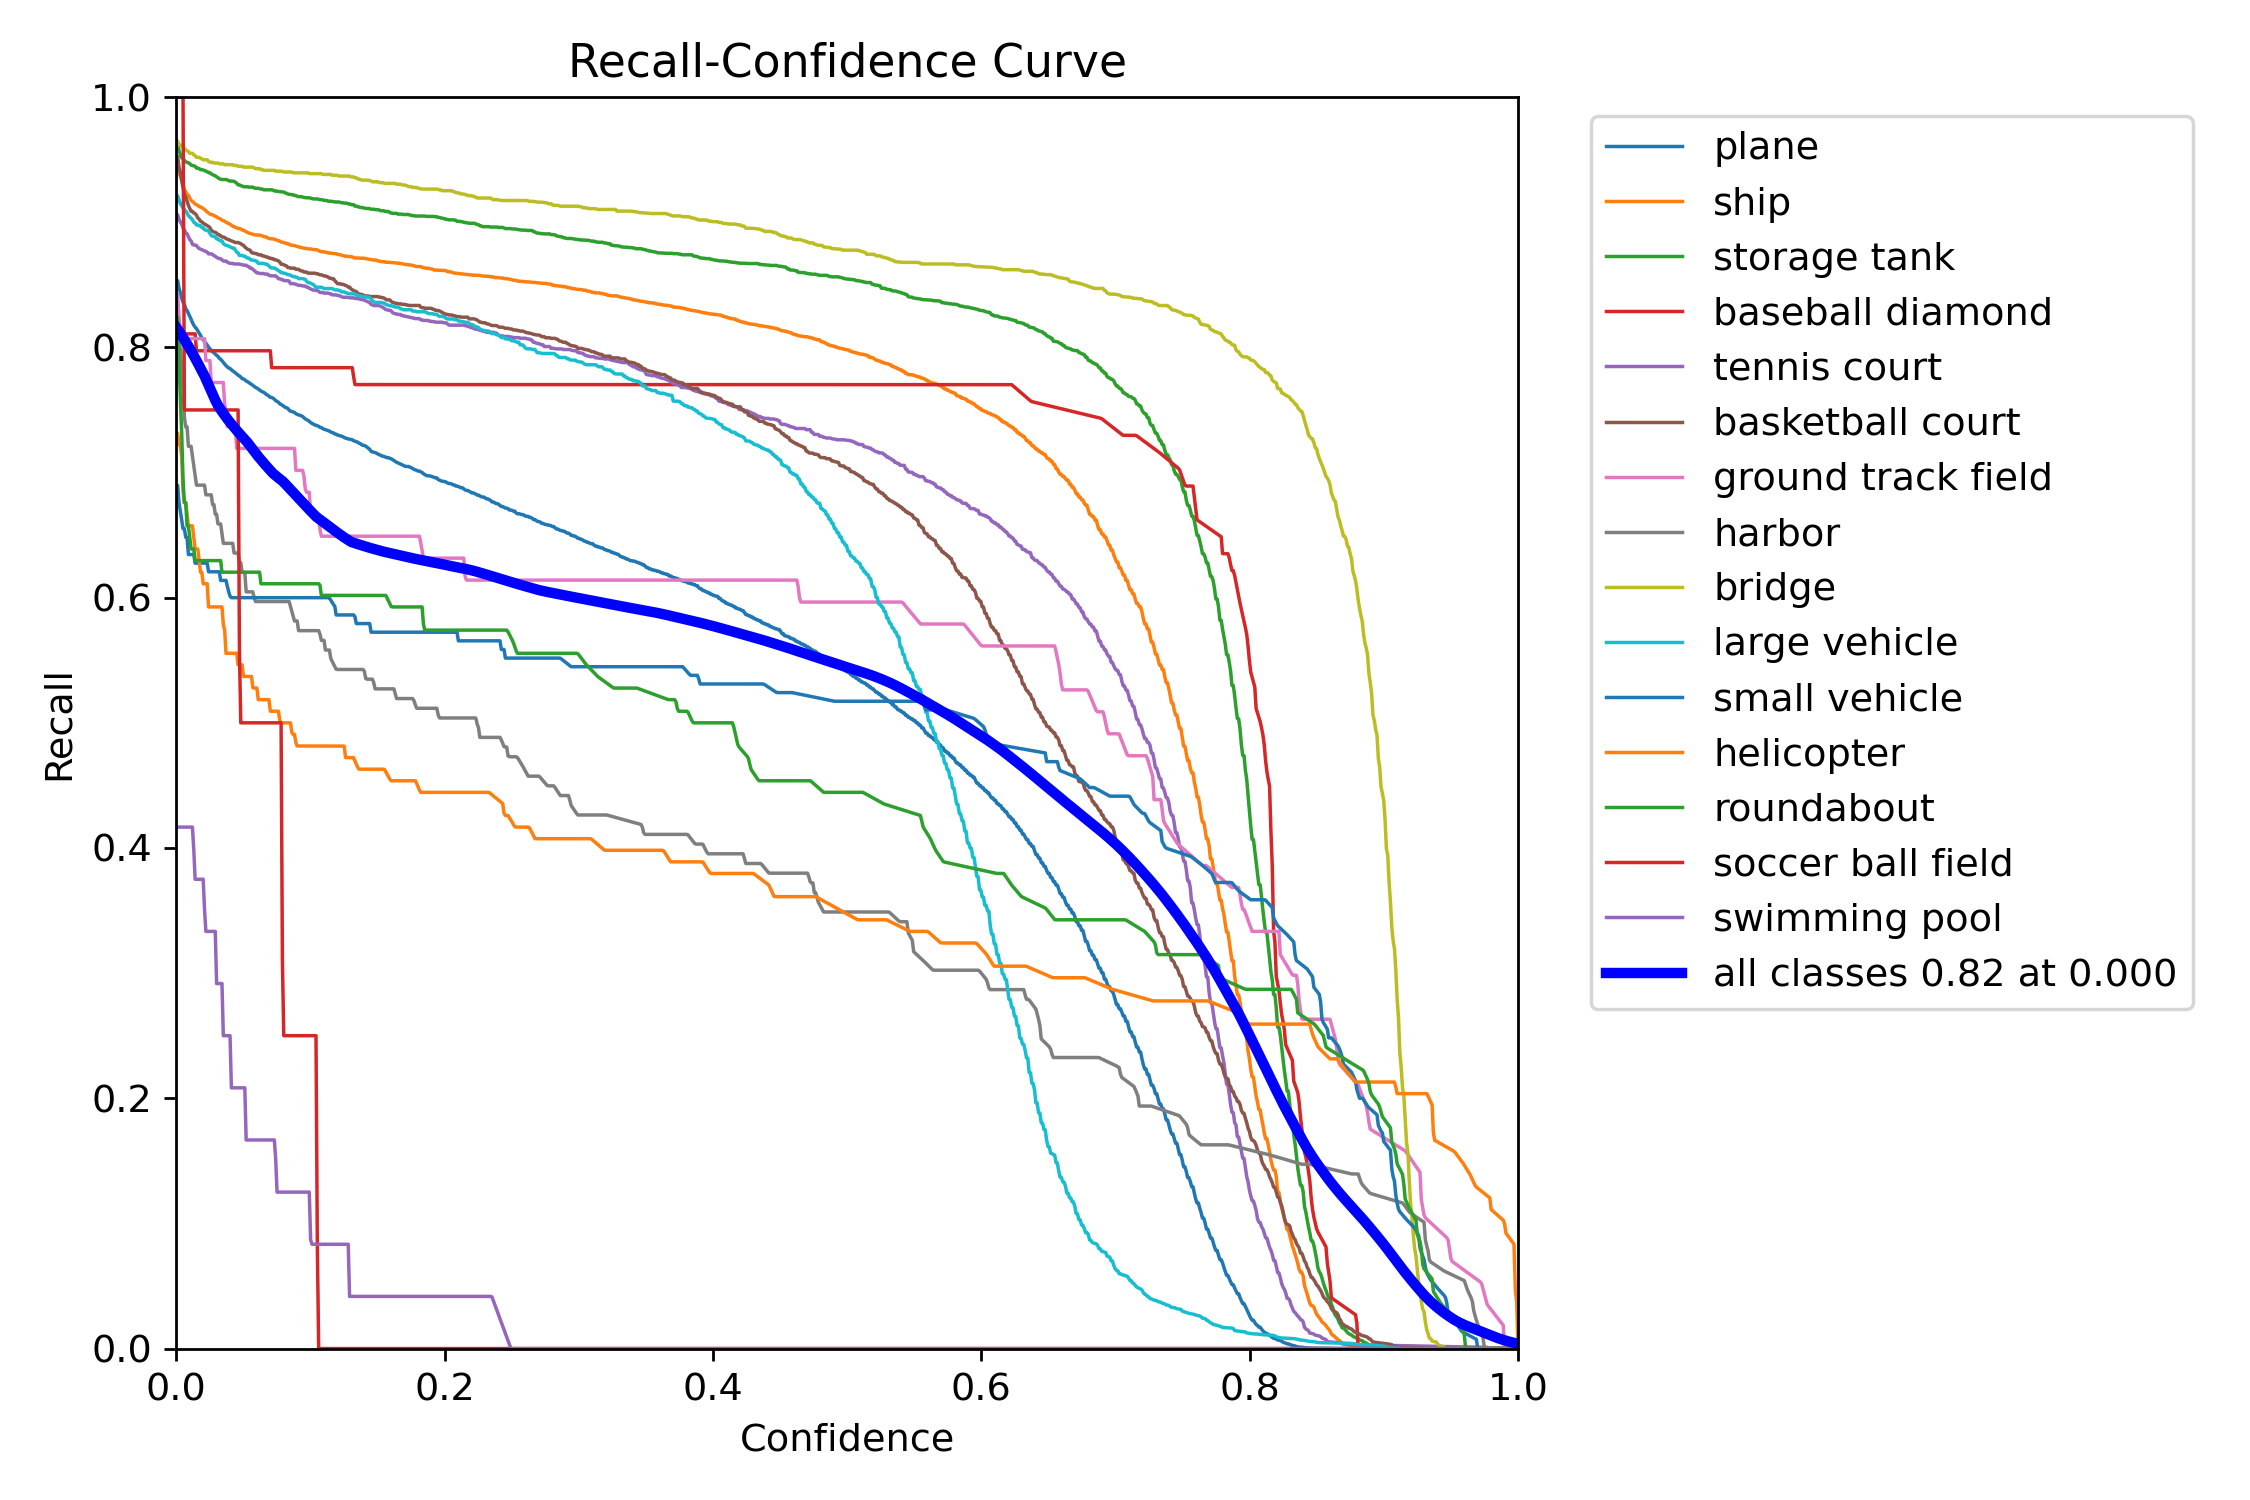 Recall-Confidence Curve
1.0
0.8
0.6
0.4
0.2
0.0
Recall
0.0 0.2 0.4 0.6 0.8 1.0
Confidence
plane
ship
storage tank
baseball diamond
tennis court
basketball court
ground track field
harbor
bridge
large vehicle
small vehicle
helicopter
roundabout
soccer ball field
swimming pool
all classes 0.82 at 0.000